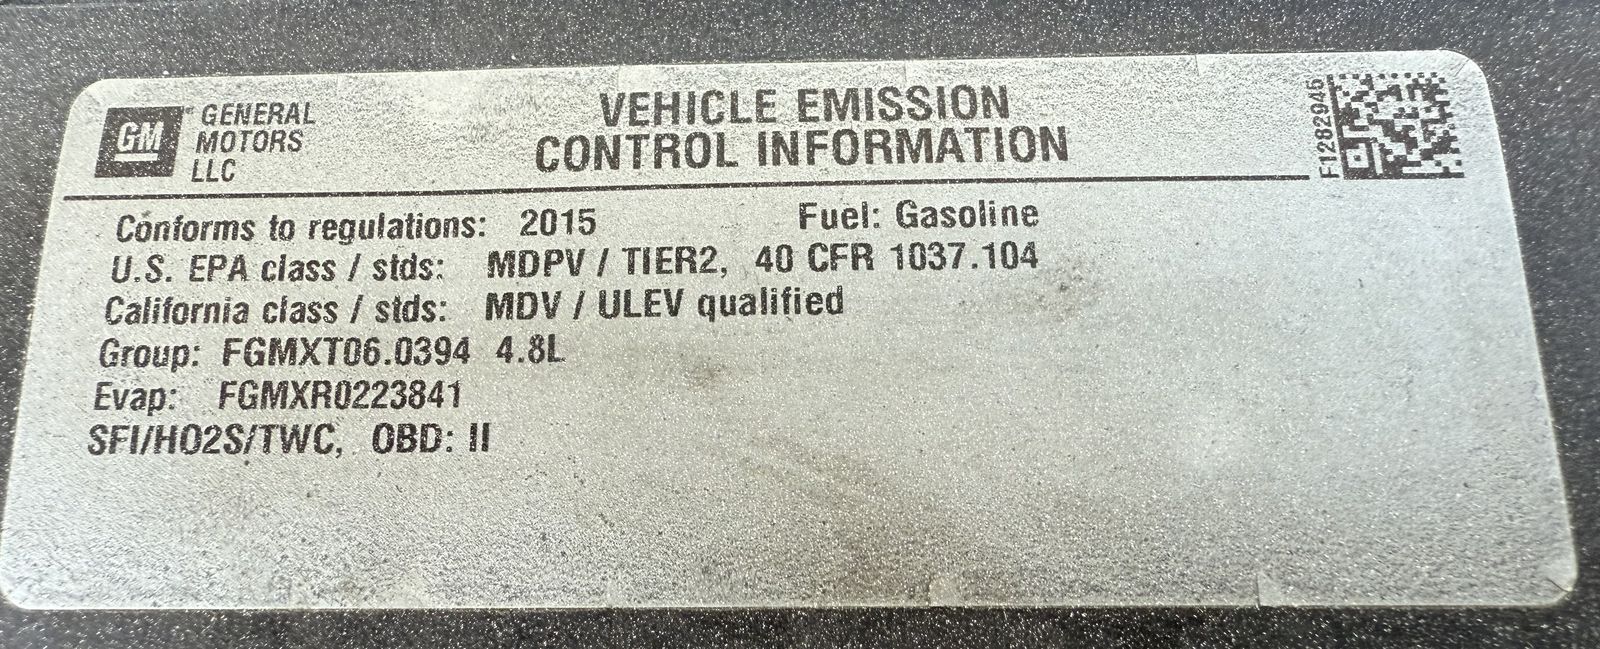 GM GENERAL
MOTORS
LLC
VEHICLE EMISSION
CONTROL INFORMATION
F1282946
Conforms to regulations: 2015 Fuel: Gasoline
U.S. EPA class / stds: MDPV / TIER2, 40 CFR 1037.104
California class / stds: MDV / ULEV qualified
Group: FGMXT06.0394 4.8L
Evap: FGMXR0223841
SFI/HO2S/TWC, OBD: II